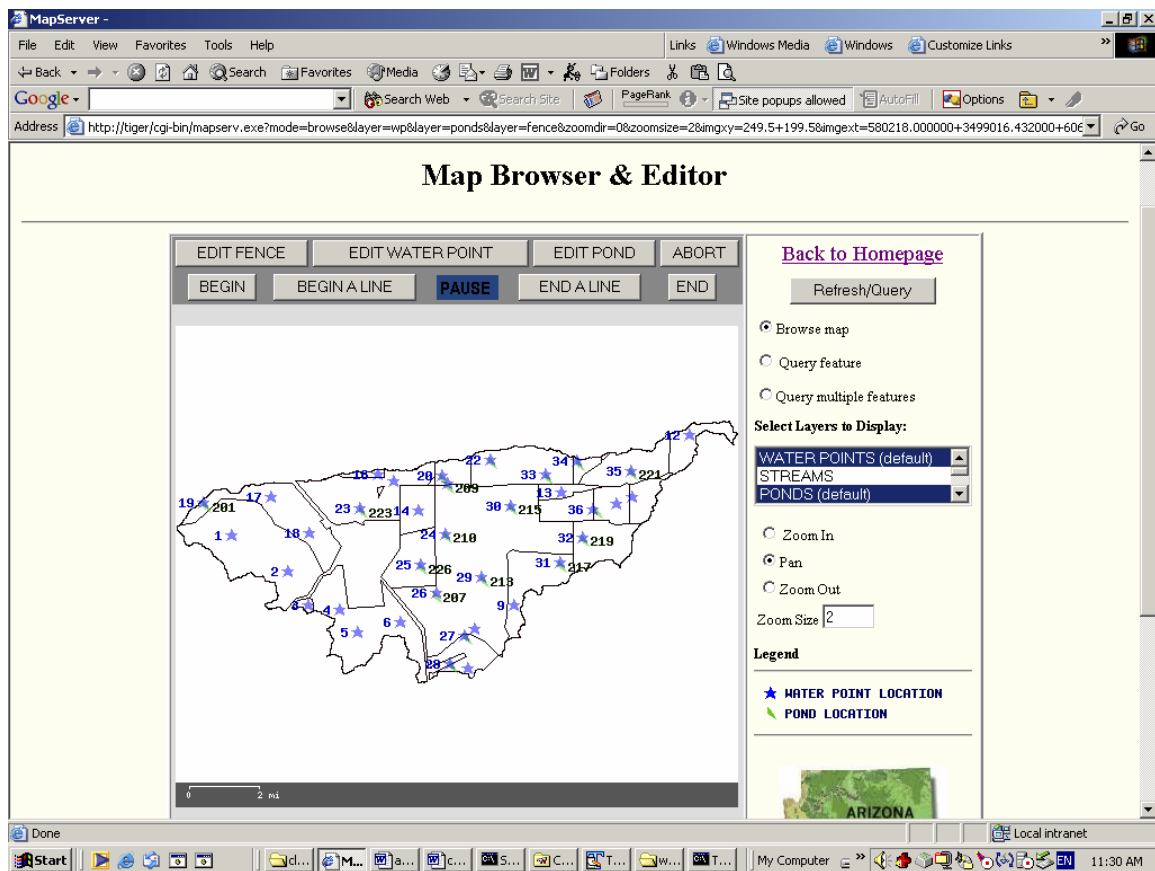 MapServer -
File Edit View Favorites Tools Help Links Windows Media Windows Customize Links »
Back Search Favorites Media Folders
Google Search Web Search Site PageRank Site popups allowed AutoFill Options
Address http://tiger/cgi-bin/mapserv.exe?mode=browse&layer=wp&layer=ponds&layer=fence&zoomdir=0&zoomsize=2&imgxy=249.5+199.5&imgext=580218.000000+3499016.432000+606 Go
Map Browser & Editor
EDIT FENCE EDIT WATER POINT EDIT POND ABORT
BEGIN BEGIN A LINE PAUSE END A LINE END
Back to Homepage
Refresh/Query
Browse map
Query feature
Query multiple features
Select Layers to Display:
WATER POINTS (default)
STREAMS
PONDS (default)
Zoom In
Pan
Zoom Out
Zoom Size 2
Legend
WATER POINT LOCATION
POND LOCATION
ARIZONA
12
22 34
16 20 33 35 221
209
19 201 17 13
23 223 14 30 215 36
1 18 24 210 32 219
25 226 31 217
2 29 213
26 207
3 4 9
5 6 27
28
0 2 mi
Done Local intranet
Start d... M... a... c... S... C... T... w... T... My Computer » EN 11:30 AM